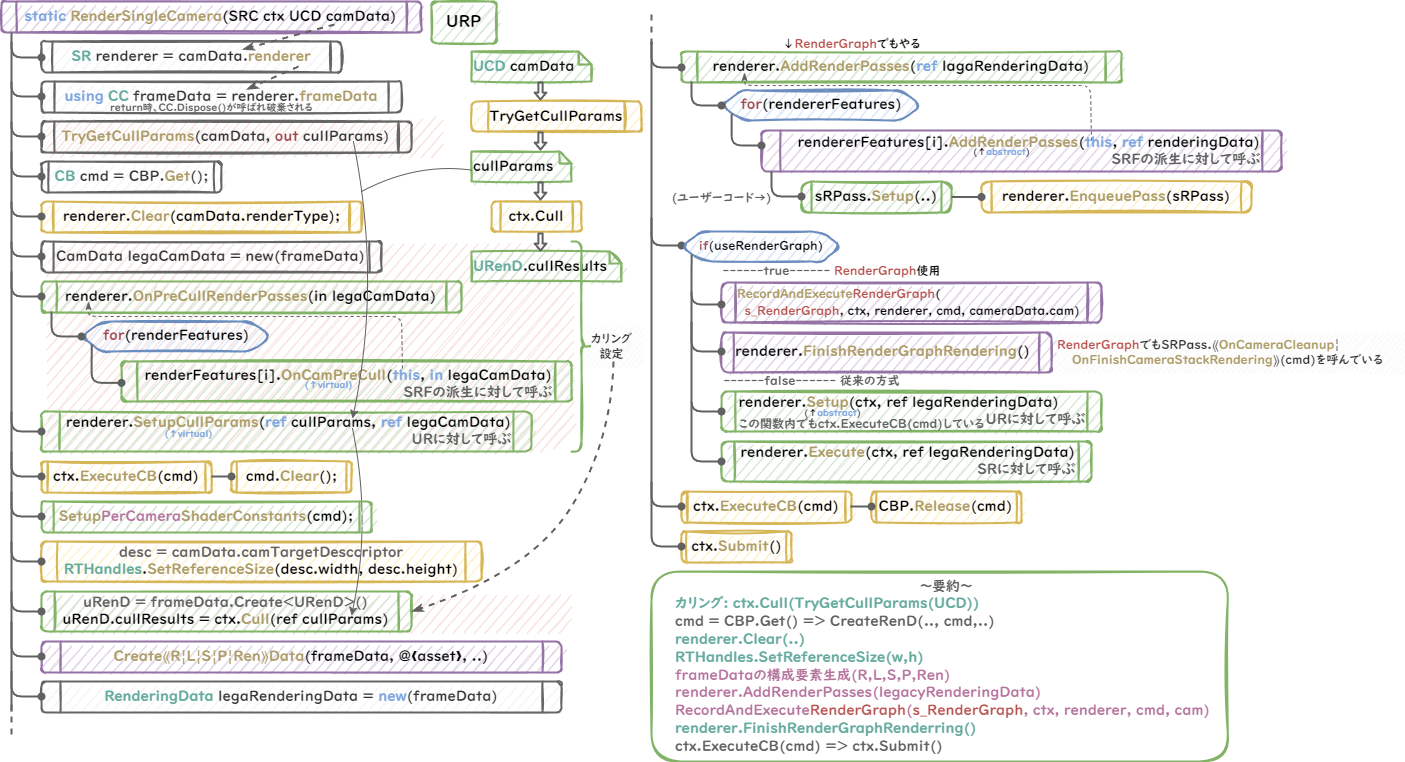 static RenderSingleCamera(SRC ctx UCD camData)
SR renderer = camData.renderer
using CC frameData = renderer.frameData
return時、CC.Dispose()が呼ばれ破棄される
TryGetCullParams(camData, out cullParams)
CB cmd = CBP.Get();
renderer.Clear(camData.renderType);
CamData legaCamData = new(frameData)
renderer.OnPreCullRenderPasses(in legaCamData)
for(renderFeatures)
renderFeatures[i].OnCamPreCull(this, in legaCamData)
(↑virtual)
SRFの派生に対して呼ぶ
renderer.SetupCullParams(ref cullParams, ref legaCamData)
(↑virtual)
URに対して呼ぶ
ctx.ExecuteCB(cmd)
cmd.Clear();
SetupPerCameraShaderConstants(cmd);
desc = camData.camTargetDescriptor
RTHandles.SetReferenceSize(desc.width, desc.height)
uRenD = frameData.Create<URenD>()
uRenD.cullResults = ctx.Cull(ref cullParams)
Create⟪R¦L¦S¦P¦Ren⟫Data(frameData, @❰asset❱, ..)
RenderingData legaRenderingData = new(frameData)
URP
UCD camData
TryGetCullParams
cullParams
ctx.Cull
URenD.cullResults
カリング
設定
↓RenderGraphでもやる
renderer.AddRenderPasses(ref lagaRenderingData)
for(rendererFeatures)
rendererFeatures[i].AddRenderPasses(this, ref renderingData)
(↑abstract)
SRFの派生に対して呼ぶ
(ユーザーコード→)
sRPass.Setup(..)
renderer.EnqueuePass(sRPass)
if(useRenderGraph)
------true------ RenderGraph使用
RecordAndExecuteRenderGraph(
s_RenderGraph, ctx, renderer, cmd, cameraData.cam)
renderer.FinishRenderGraphRendering()
RenderGraphでもSRPass.⟪OnCameraCleanup¦
OnFinishCameraStackRendering⟫(cmd)を呼んでいる
------false------ 従来の方式
renderer.Setup(ctx, ref legaRenderingData)
(↑abstract)
この関数内でもctx.ExecuteCB(cmd)している
URに対して呼ぶ
renderer.Execute(ctx, ref legaRenderingData)
SRに対して呼ぶ
ctx.ExecuteCB(cmd)
CBP.Release(cmd)
ctx.Submit()
～要約～
カリング: ctx.Cull(TryGetCullParams(UCD))
cmd = CBP.Get() => CreateRenD(.., cmd,..)
renderer.Clear(..)
RTHandles.SetReferenceSize(w,h)
frameDataの構成要素生成(R,L,S,P,Ren)
renderer.AddRenderPasses(legacyRenderingData)
RecordAndExecuteRenderGraph(s_RenderGraph, ctx, renderer, cmd, cam)
renderer.FinishRenderGraphRenderring()
ctx.ExecuteCB(cmd) => ctx.Submit()